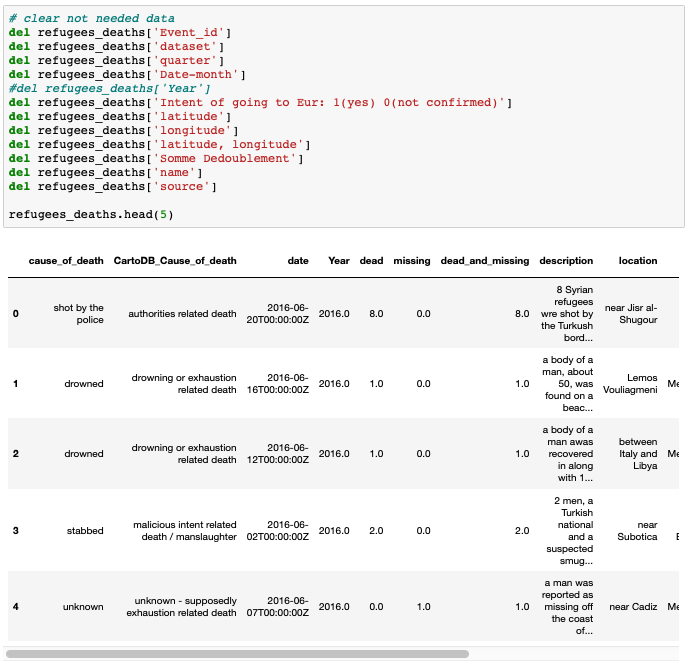 # clear not needed data
del refugees_deaths['Event_id']
del refugees_deaths['dataset']
del refugees_deaths['quarter']
del refugees_deaths['Date-month']
#del refugees_deaths['Year']
del refugees_deaths['Intent of going to Eur: 1(yes) 0(not confirmed)']
del refugees_deaths['latitude']
del refugees_deaths['longitude']
del refugees_deaths['latitude, longitude']
del refugees_deaths['Somme Dedoublement']
del refugees_deaths['name']
del refugees_deaths['source']
refugees_deaths.head(5)
cause_of_death CartoDB_Cause_of_death date Year dead missing dead_and_missing description location
8 Syrian
refugees
shot by the 2016-06- wre shot by near Jisr al-
0 authorities related death 2016.0 8.0 0.0 8.0
police 20T00:00:00Z the Turkush Shugour
bord...
a body of a
man, about
drowning or exhaustion 2016-06- 50, was Lemos
1 drowned 2016.0 1.0 0.0 1.0 Me
related death 16T00:00:00Z found on a Vouliagmeni
beac...
a body of a
man awas between
drowning or exhaustion 2016-06- recovered Italy and
2 drowned 2016.0 1.0 0.0 1.0 Me
related death 12T00:00:00Z in along Libya
with 1...
2 men, a
Turkish
malicious intent related 2016-06- national near
3 stabbed 2016.0 2.0 0.0 2.0
death / manslaughter 02T00:00:00Z and a Subotica E
suspected
smug...
a man was
reported as
unknown - supposedly 2016-06- missing off
4 unknown 2016.0 0.0 1.0 1.0 near Cadiz Me
exhaustion related death 07T00:00:00Z the coast
of...